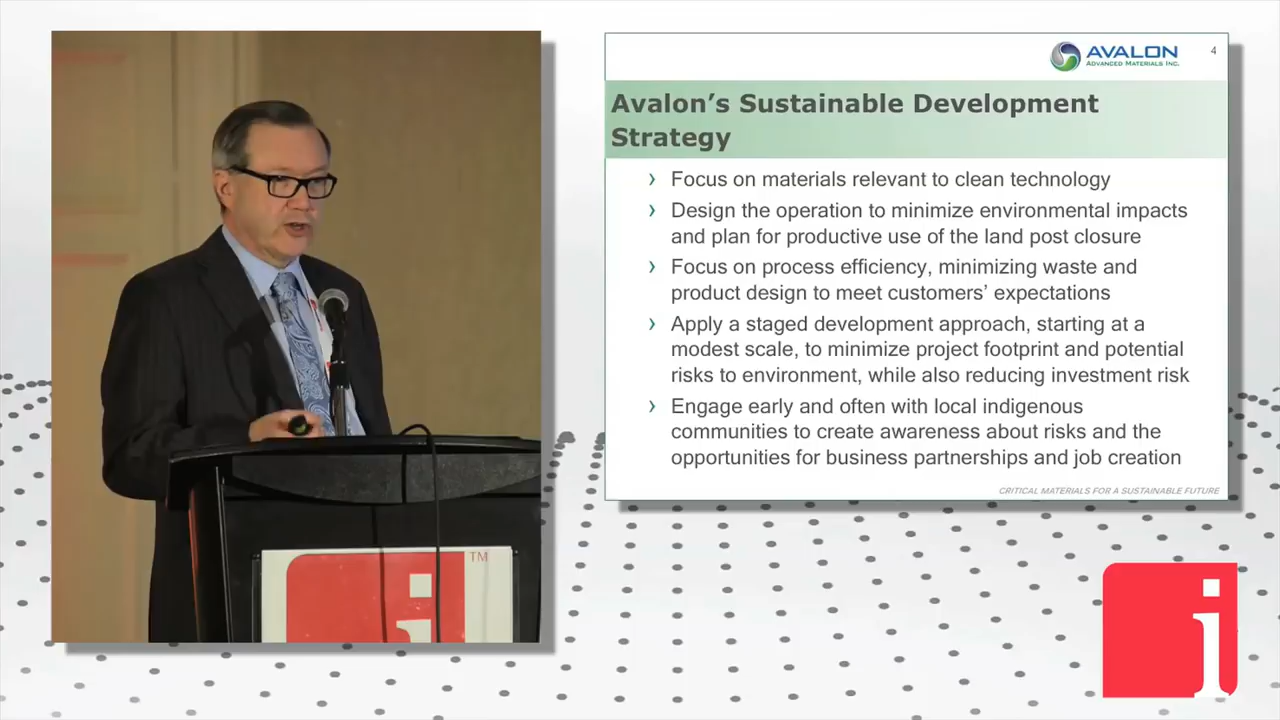 AVALON
ADVANCED MATERIALS INC.
4
Avalon’s Sustainable Development
Strategy
› Focus on materials relevant to clean technology
› Design the operation to minimize environmental impacts
and plan for productive use of the land post closure
› Focus on process efficiency, minimizing waste and
product design to meet customers’ expectations
› Apply a staged development approach, starting at a
modest scale, to minimize project footprint and potential
risks to environment, while also reducing investment risk
› Engage early and often with local indigenous
communities to create awareness about risks and the
opportunities for business partnerships and job creation
CRITICAL MATERIALS FOR A SUSTAINABLE FUTURE
i
TM
i